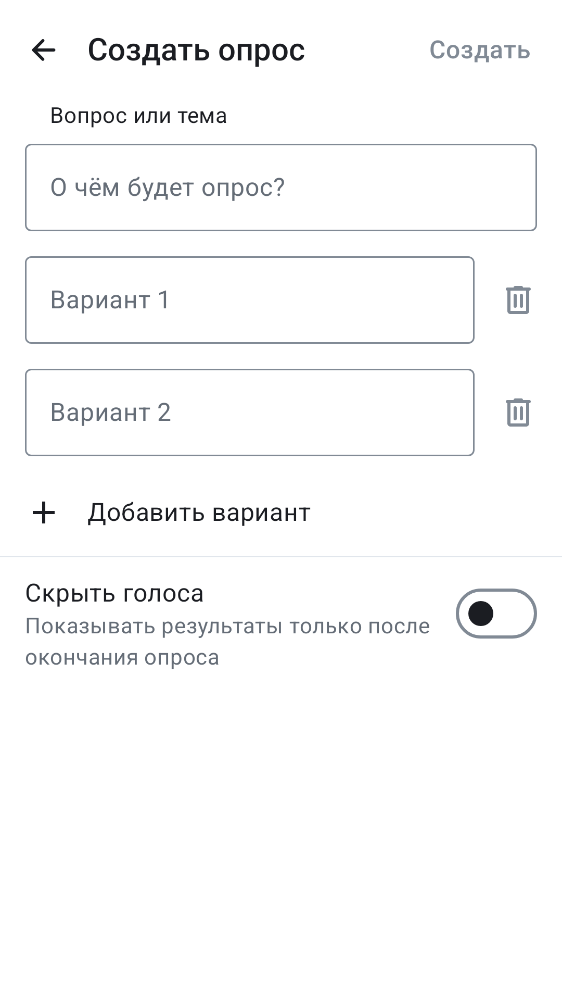 Создать опрос
Создать
Вопрос или тема
О чём будет опрос?
Вариант 1
Вариант 2
Добавить вариант
Скрыть голоса
Показывать результаты только после
окончания опроса